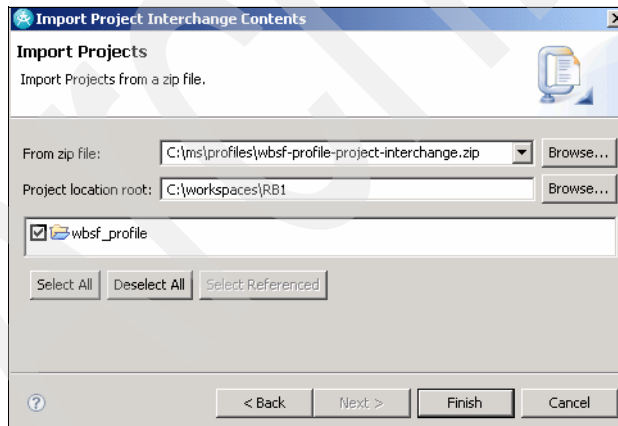 Import Project Interchange Contents
Import Projects
Import Projects from a zip file.
From zip file: C:\ms\profiles\wbsf-profile-project-interchange.zip Browse...
Project location root: C:\workspaces\RB1 Browse...
wbsf_profile
Select All Deselect All Select Referenced
? < Back Next > Finish Cancel